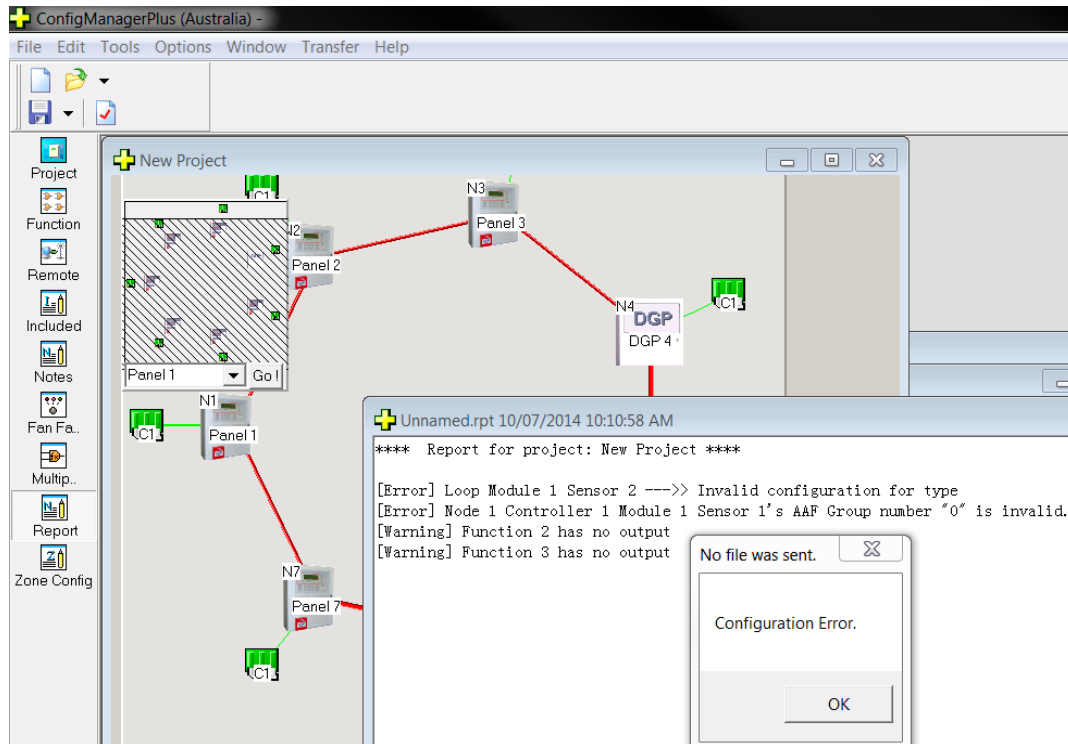 ConfigManagerPlus (Australia) -
File Edit Tools Options Window Transfer Help
Project
Function
Remote
Included
Notes
Fan Fa..
Multip..
Report
Zone Config
New Project
C1
N3
Panel 3
N2
Panel 2
N4
DGP
DGP 4
C1
Panel 1
Go !
N1
Panel 1
C1
N7
Panel 7
C1
Unnamed.rpt 10/07/2014 10:10:58 AM
**** Report for project: New Project ****
[Error] Loop Module 1 Sensor 2 --->> Invalid configuration for type
[Error] Node 1 Controller 1 Module 1 Sensor 1's AAF Group number "0" is invalid.
[Warning] Function 2 has no output
[Warning] Function 3 has no output
No file was sent.
Configuration Error.
OK